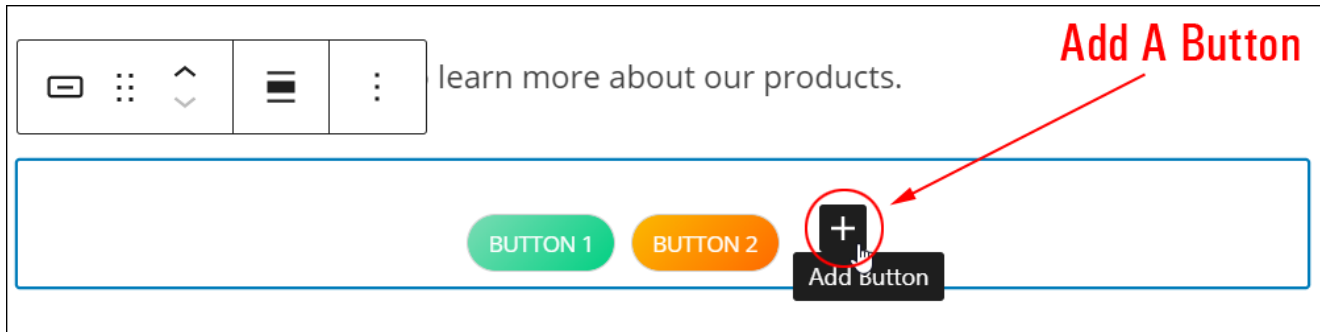 Add A Button
learn more about our products.
BUTTON 1
BUTTON 2
Add Button